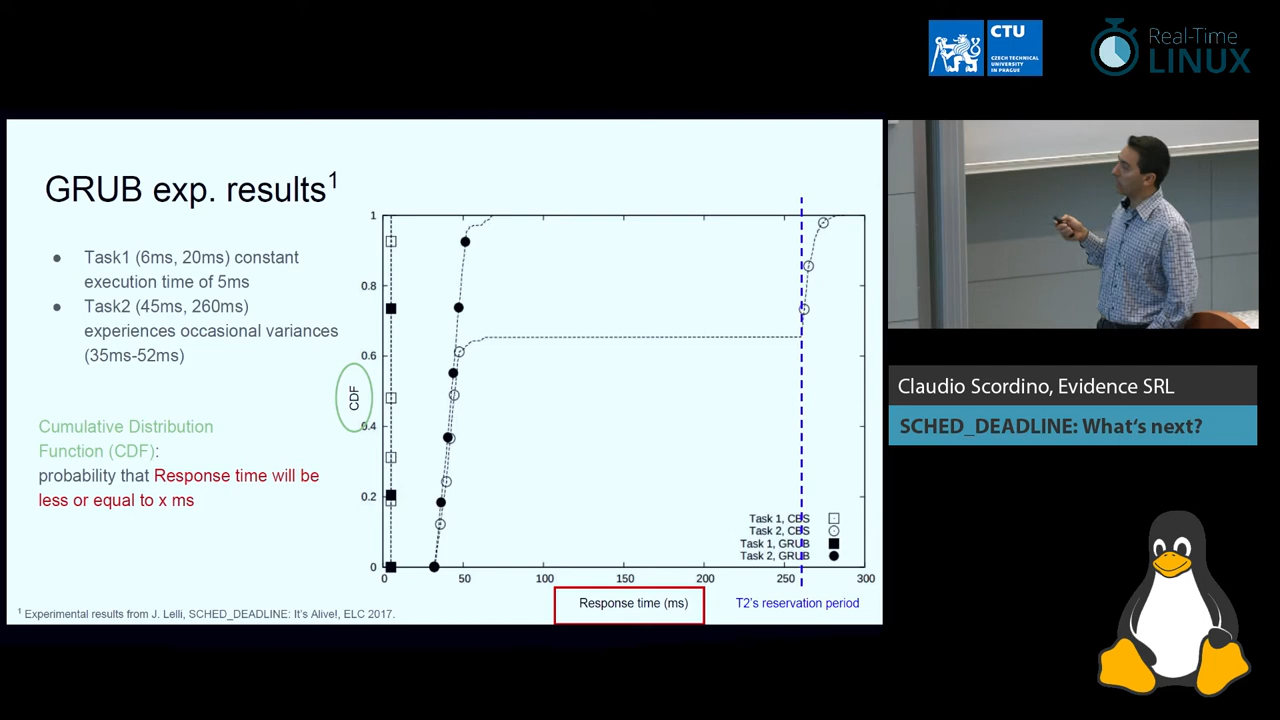 CTU
CZECH TECHNICAL
UNIVERSITY
IN PRAGUE
Real-Time
LINUX
GRUB exp. results1
● Task1 (6ms, 20ms) constant
execution time of 5ms
● Task2 (45ms, 260ms)
experiences occasional variances
(35ms-52ms)
Cumulative Distribution
Function (CDF):
probability that Response time will be
less or equal to x ms
CDF
1
0.8
0.6
0.4
0.2
0
0 50 100 150 200 250 300
Task 1, CBS
Task 2, CBS
Task 1, GRUB
Task 2, GRUB
Response time (ms)
T2's reservation period
1 Experimental results from J. Lelli, SCHED_DEADLINE: It's Alive!, ELC 2017.
Claudio Scordino, Evidence SRL
SCHED_DEADLINE: What's next?